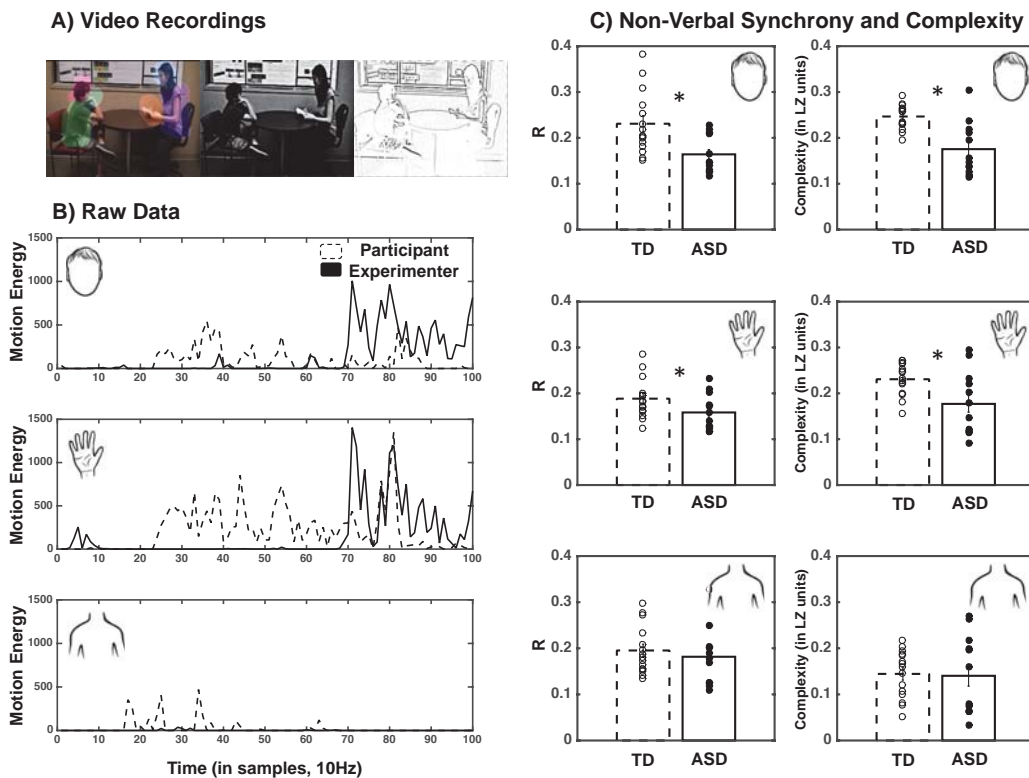 A) Video Recordings
B) Raw Data
1500
1000
500
0
Motion Energy
Participant
Experimenter
0 10 20 30 40 50 60 70 80 90 100
1500
1000
500
0
Motion Energy
0 10 20 30 40 50 60 70 80 90 100
1500
1000
500
0
Motion Energy
0 10 20 30 40 50 60 70 80 90 100
Time (in samples, 10Hz)
C) Non-Verbal Synchrony and Complexity
0.4
0.3
0.2
0.1
0
R
*
TD ASD
0.4
0.3
0.2
0.1
0
Complexity (in LZ units)
*
TD ASD
0.4
0.3
0.2
0.1
0
R
*
TD ASD
0.4
0.3
0.2
0.1
0
Complexity (in LZ units)
*
TD ASD
0.4
0.3
0.2
0.1
0
R
TD ASD
0.4
0.3
0.2
0.1
0
Complexity (in LZ units)
TD ASD